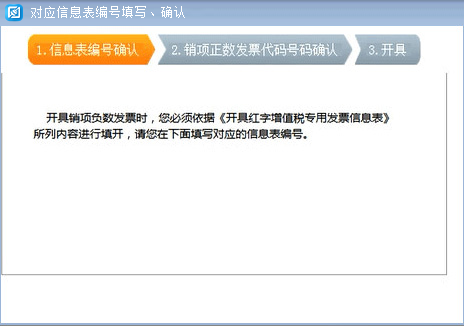 对应信息表编号填写、确认
1.信息表编号确认
2.销项正数发票代码号码确认
3.开具
开具销项负数发票时，您必须依据《开具红字增值税专用发票信息表》
所列内容进行填开，请您在下面填写对应的信息表编号。